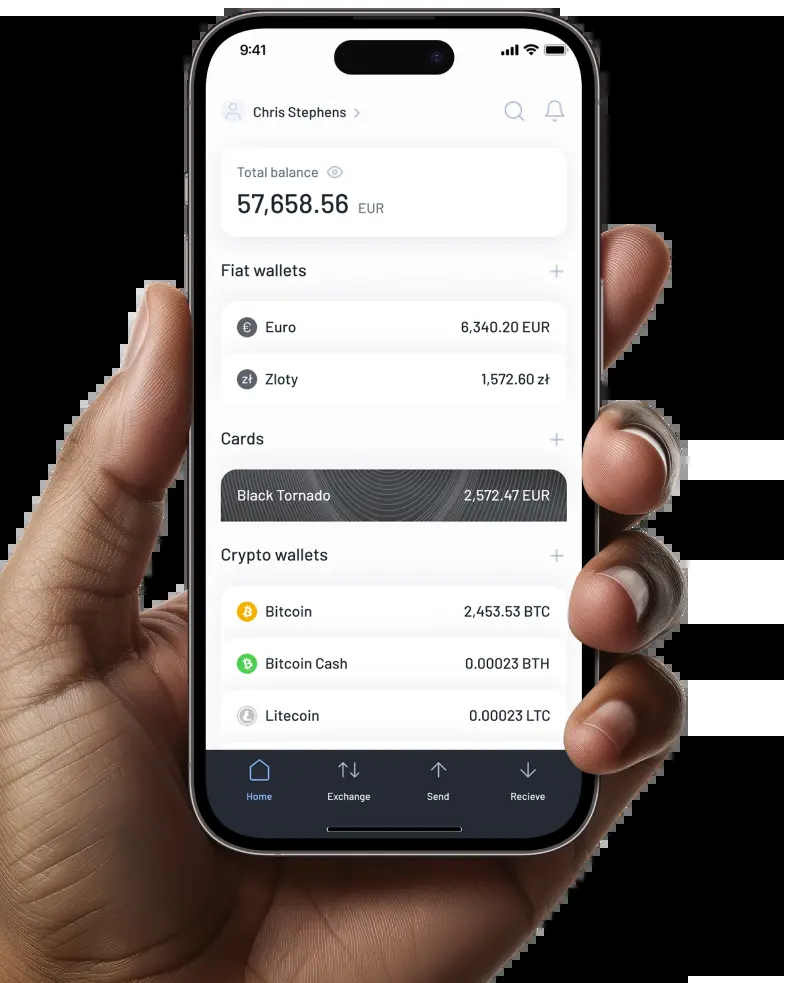 9:41
Chris Stephens
Total balance
57,658.56 EUR
Fiat wallets
€ Euro 6,340.20 EUR
zł Zloty 1,572.60 zł
Cards
Black Tornado 2,572.47 EUR
Crypto wallets
Bitcoin 2,453.53 BTC
Bitcoin Cash 0.00023 BTH
Litecoin 0.00023 LTC
Home Exchange Send Recieve